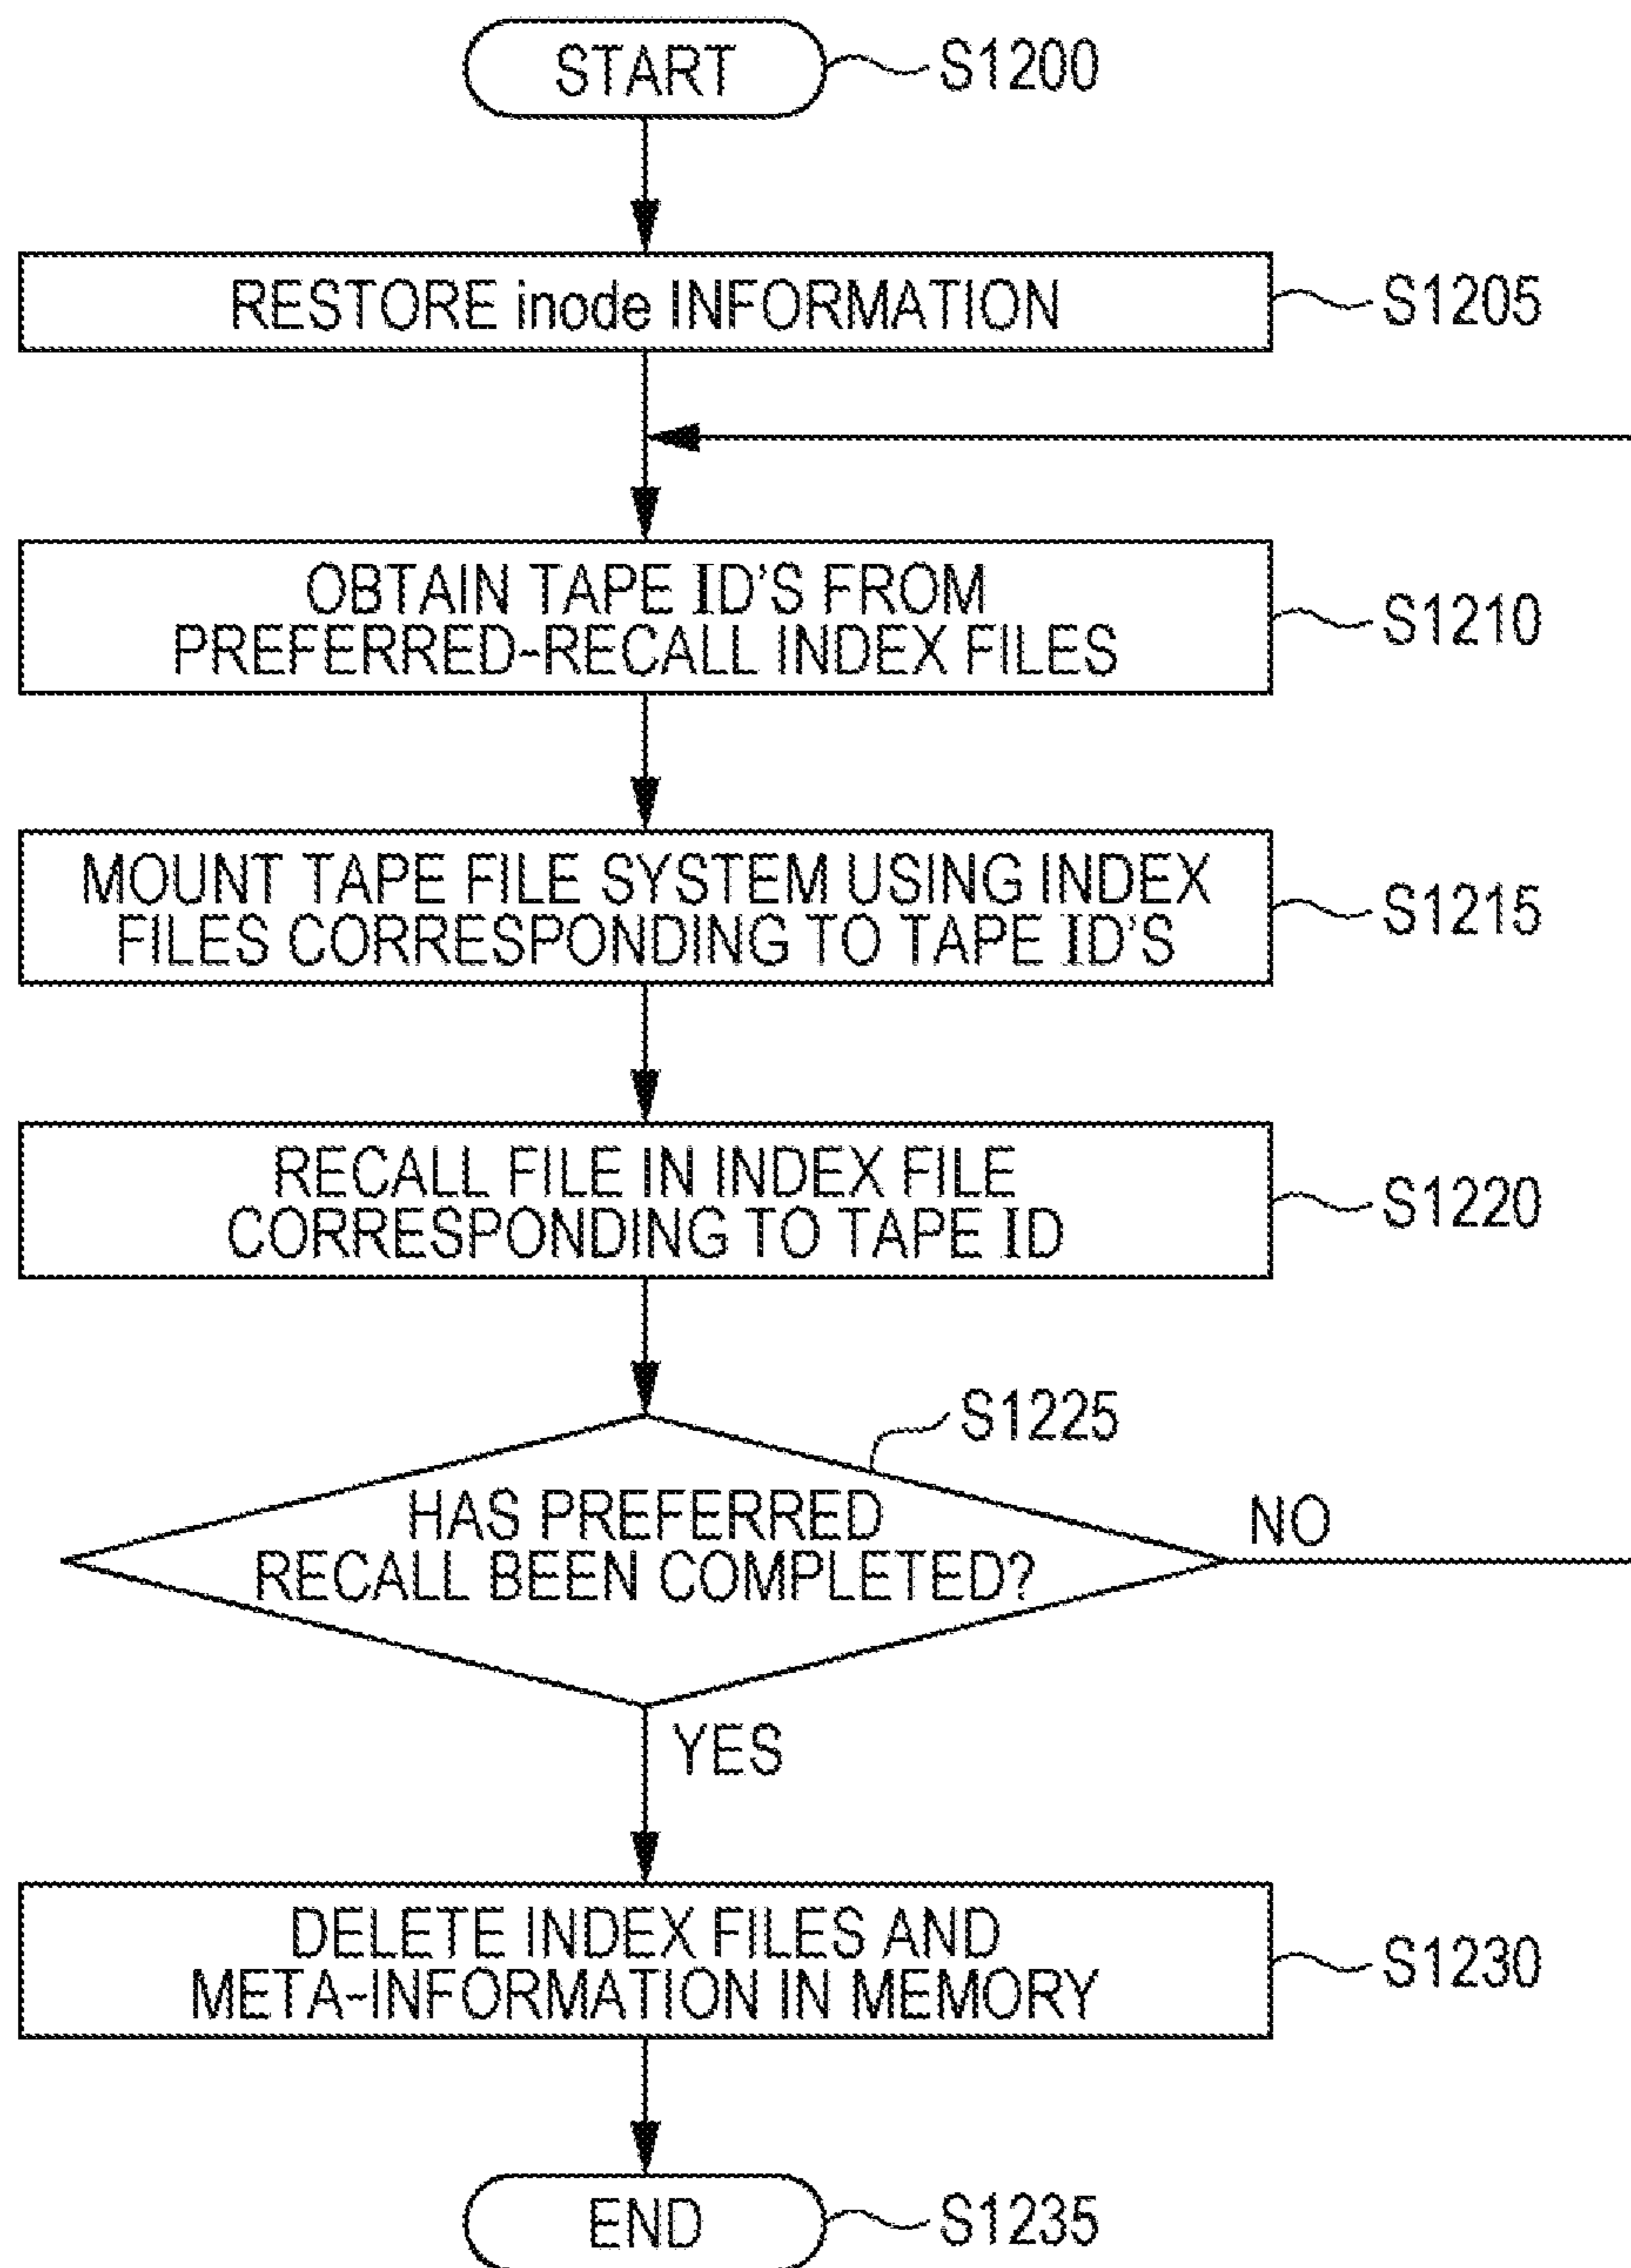 START
S1200
RESTORE inode INFORMATION
S1205
OBTAIN TAPE ID'S FROM
PREFERRED-RECALL INDEX FILES
S1210
MOUNT TAPE FILE SYSTEM USING INDEX
FILES CORRESPONDING TO TAPE ID'S
S1215
RECALL FILE IN INDEX FILE
CORRESPONDING TO TAPE ID
S1220
S1225
HAS PREFERRED
RECALL BEEN COMPLETED?
NO
YES
DELETE INDEX FILES AND
META-INFORMATION IN MEMORY
S1230
END
S1235